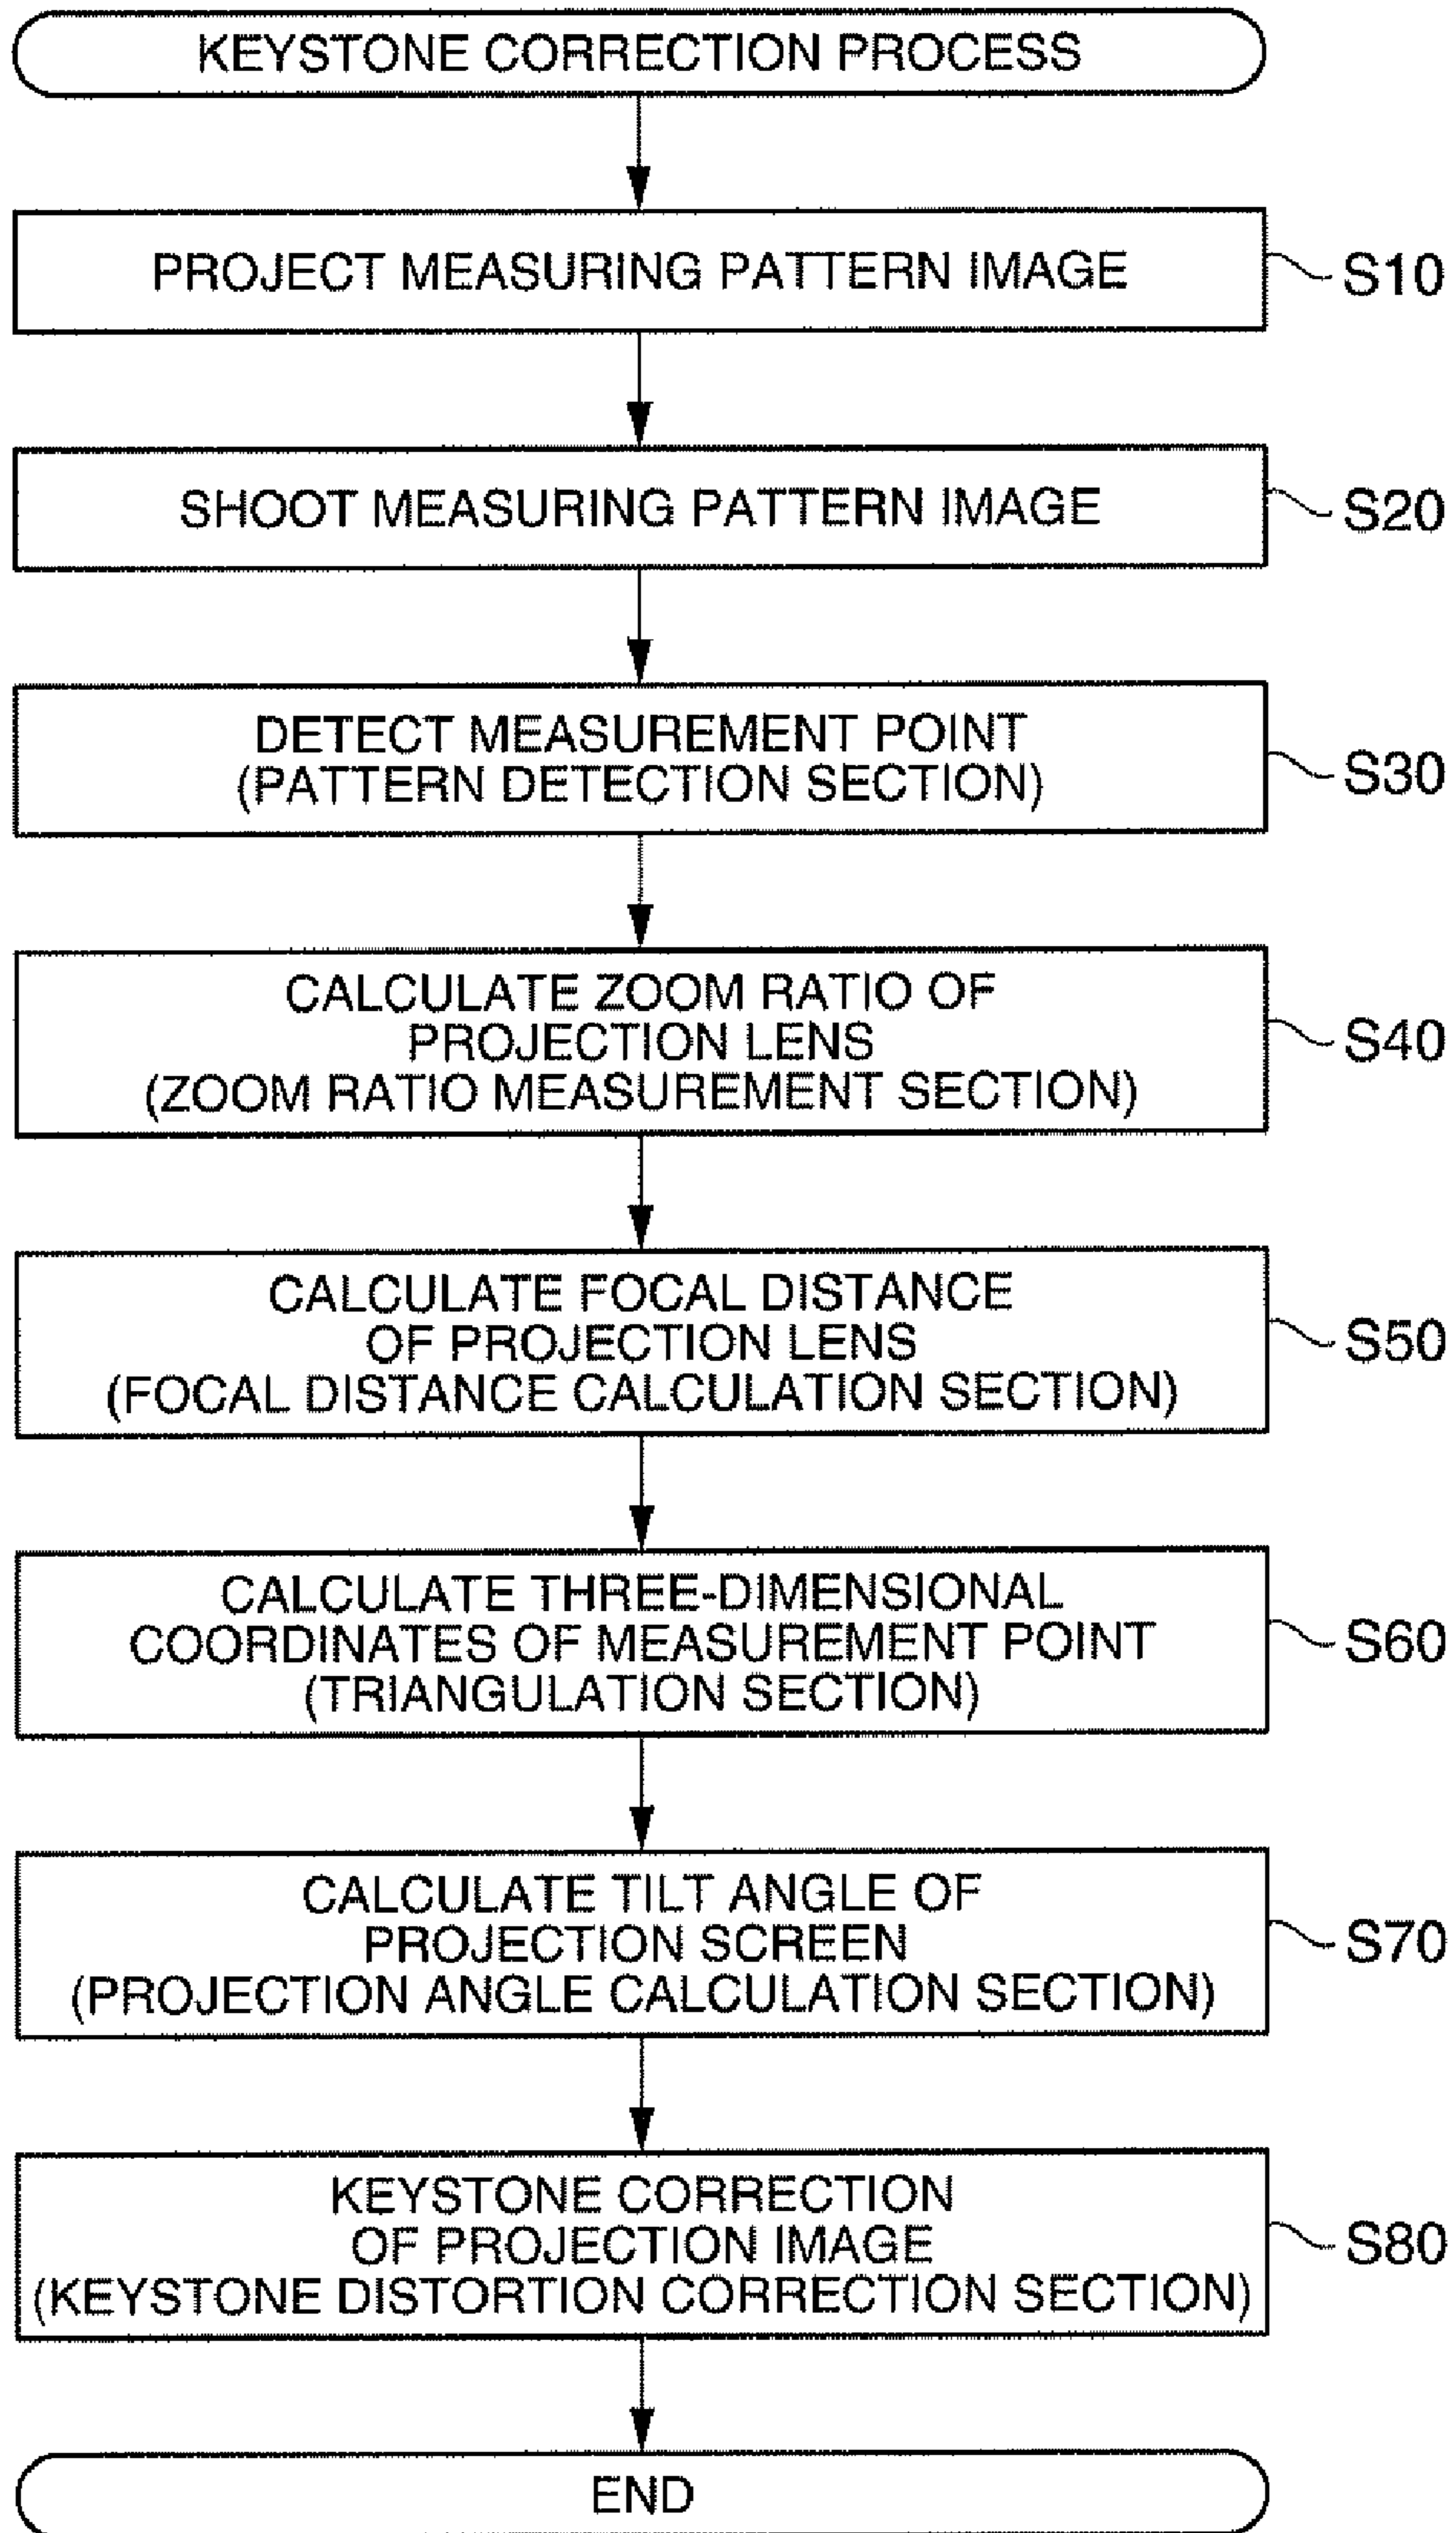 KEYSTONE CORRECTION PROCESS
PROJECT MEASURING PATTERN IMAGE
S10
SHOOT MEASURING PATTERN IMAGE
S20
DETECT MEASUREMENT POINT
(PATTERN DETECTION SECTION)
S30
CALCULATE ZOOM RATIO OF
PROJECTION LENS
(ZOOM RATIO MEASUREMENT SECTION)
S40
CALCULATE FOCAL DISTANCE
OF PROJECTION LENS
(FOCAL DISTANCE CALCULATION SECTION)
S50
CALCULATE THREE-DIMENSIONAL
COORDINATES OF MEASUREMENT POINT
(TRIANGULATION SECTION)
S60
CALCULATE TILT ANGLE OF
PROJECTION SCREEN
(PROJECTION ANGLE CALCULATION SECTION)
S70
KEYSTONE CORRECTION
OF PROJECTION IMAGE
(KEYSTONE DISTORTION CORRECTION SECTION)
S80
END